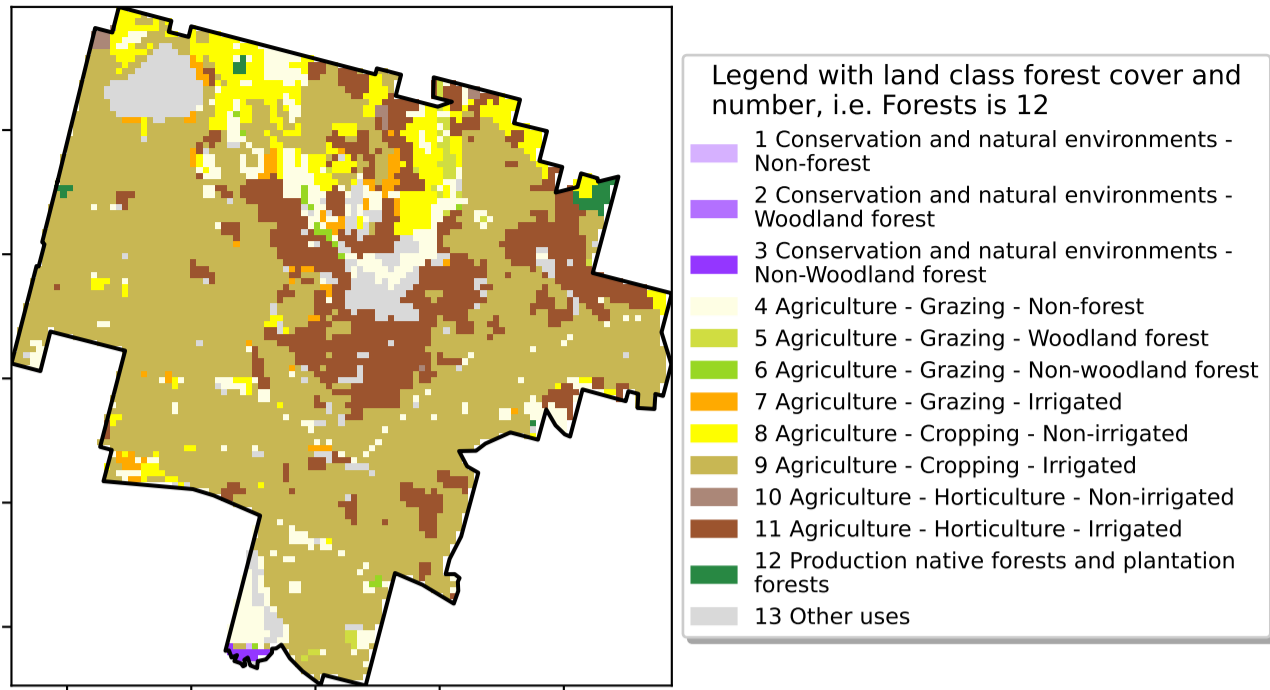 Legend with land class forest cover and
number, i.e. Forests is 12
1 Conservation and natural environments -
Non-forest
2 Conservation and natural environments -
Woodland forest
3 Conservation and natural environments -
Non-Woodland forest
4 Agriculture - Grazing - Non-forest
5 Agriculture - Grazing - Woodland forest
6 Agriculture - Grazing - Non-woodland forest
7 Agriculture - Grazing - Irrigated
8 Agriculture - Cropping - Non-irrigated
9 Agriculture - Cropping - Irrigated
10 Agriculture - Horticulture - Non-irrigated
11 Agriculture - Horticulture - Irrigated
12 Production native forests and plantation
forests
13 Other uses